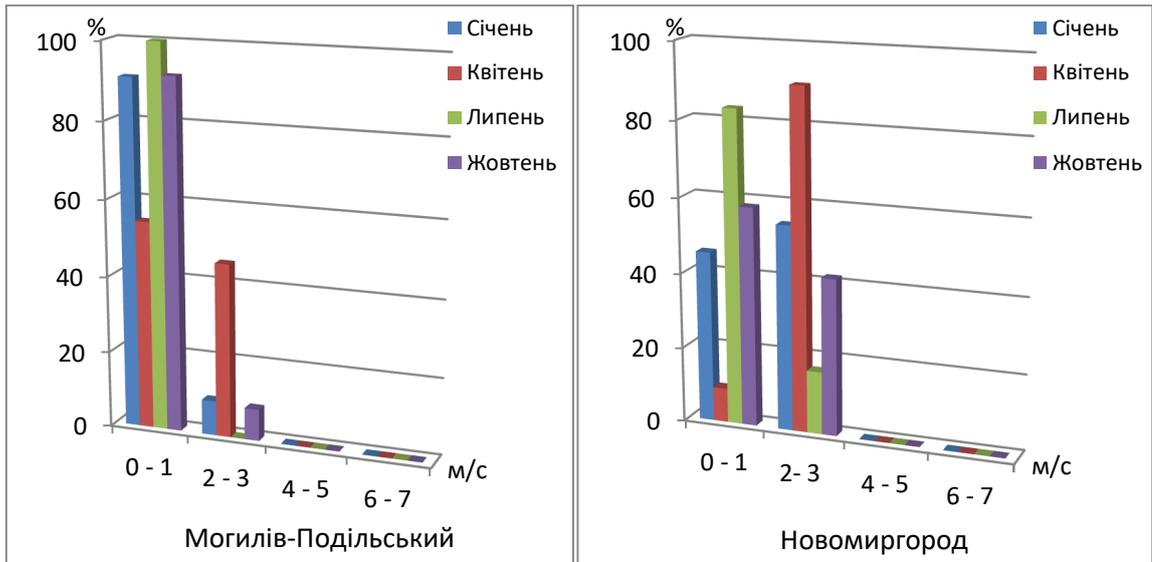 %
100
80
60
40
20
0
0 - 1
2 - 3
4 - 5
6 - 7
м/с
Січень
Квітень
Липень
Жовтень
Могилів-Подільський
%
100
80
60
40
20
0
0 - 1
2- 3
4 - 5
6 - 7
м/с
Січень
Квітень
Липень
Жовтень
Новомиргород